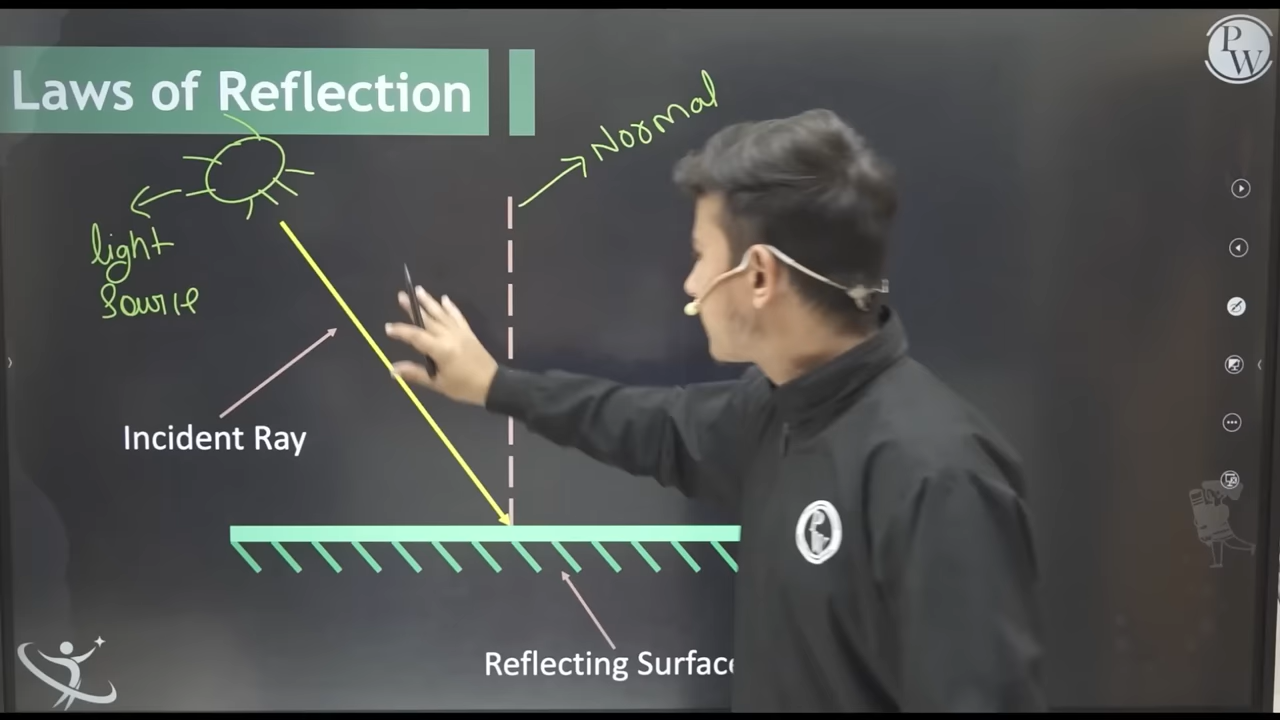 Laws of Reflection
PW
Normal
light
source
Incident Ray
Reflecting Surface